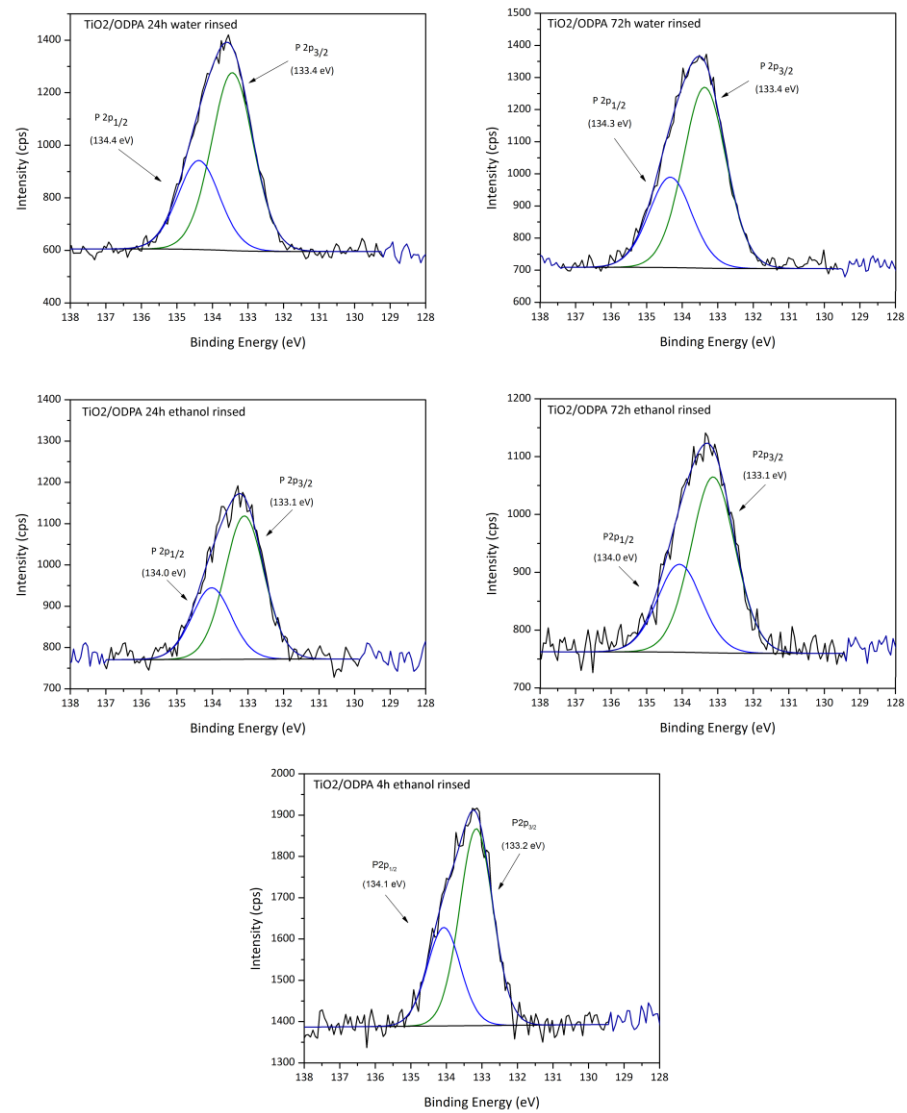 TiO2/ODPA 24h water rinsed
P 2p3/2
(133.4 eV)
P 2p1/2
(134.4 eV)
Intensity (cps)
1400
1200
1000
800
600
400
138 137 136 135 134 133 132 131 130 129 128
Binding Energy (eV)
TiO2/ODPA 72h water rinsed
P 2p3/2
(133.4 eV)
P 2p1/2
(134.3 eV)
Intensity (cps)
1500
1400
1300
1200
1100
1000
900
800
700
600
138 137 136 135 134 133 132 131 130 129 128
Binding Energy (eV)
TiO2/ODPA 24h ethanol rinsed
P 2p3/2
(133.1 eV)
P 2p1/2
(134.0 eV)
Intensity (cps)
1400
1300
1200
1100
1000
900
800
700
138 137 136 135 134 133 132 131 130 129 128
Binding Energy (eV)
TiO2/ODPA 72h ethanol rinsed
P2p3/2
(133.1 eV)
P2p1/2
(134.0 eV)
Intensity (cps)
1200
1100
1000
900
800
700
138 137 136 135 134 133 132 131 130 129 128
Binding Energy (eV)
TiO2/ODPA 4h ethanol rinsed
P2p3/2
(133.2 eV)
P2p1/2
(134.1 eV)
Intensity (cps)
2000
1900
1800
1700
1600
1500
1400
1300
138 137 136 135 134 133 132 131 130 129 128
Binding Energy (eV)